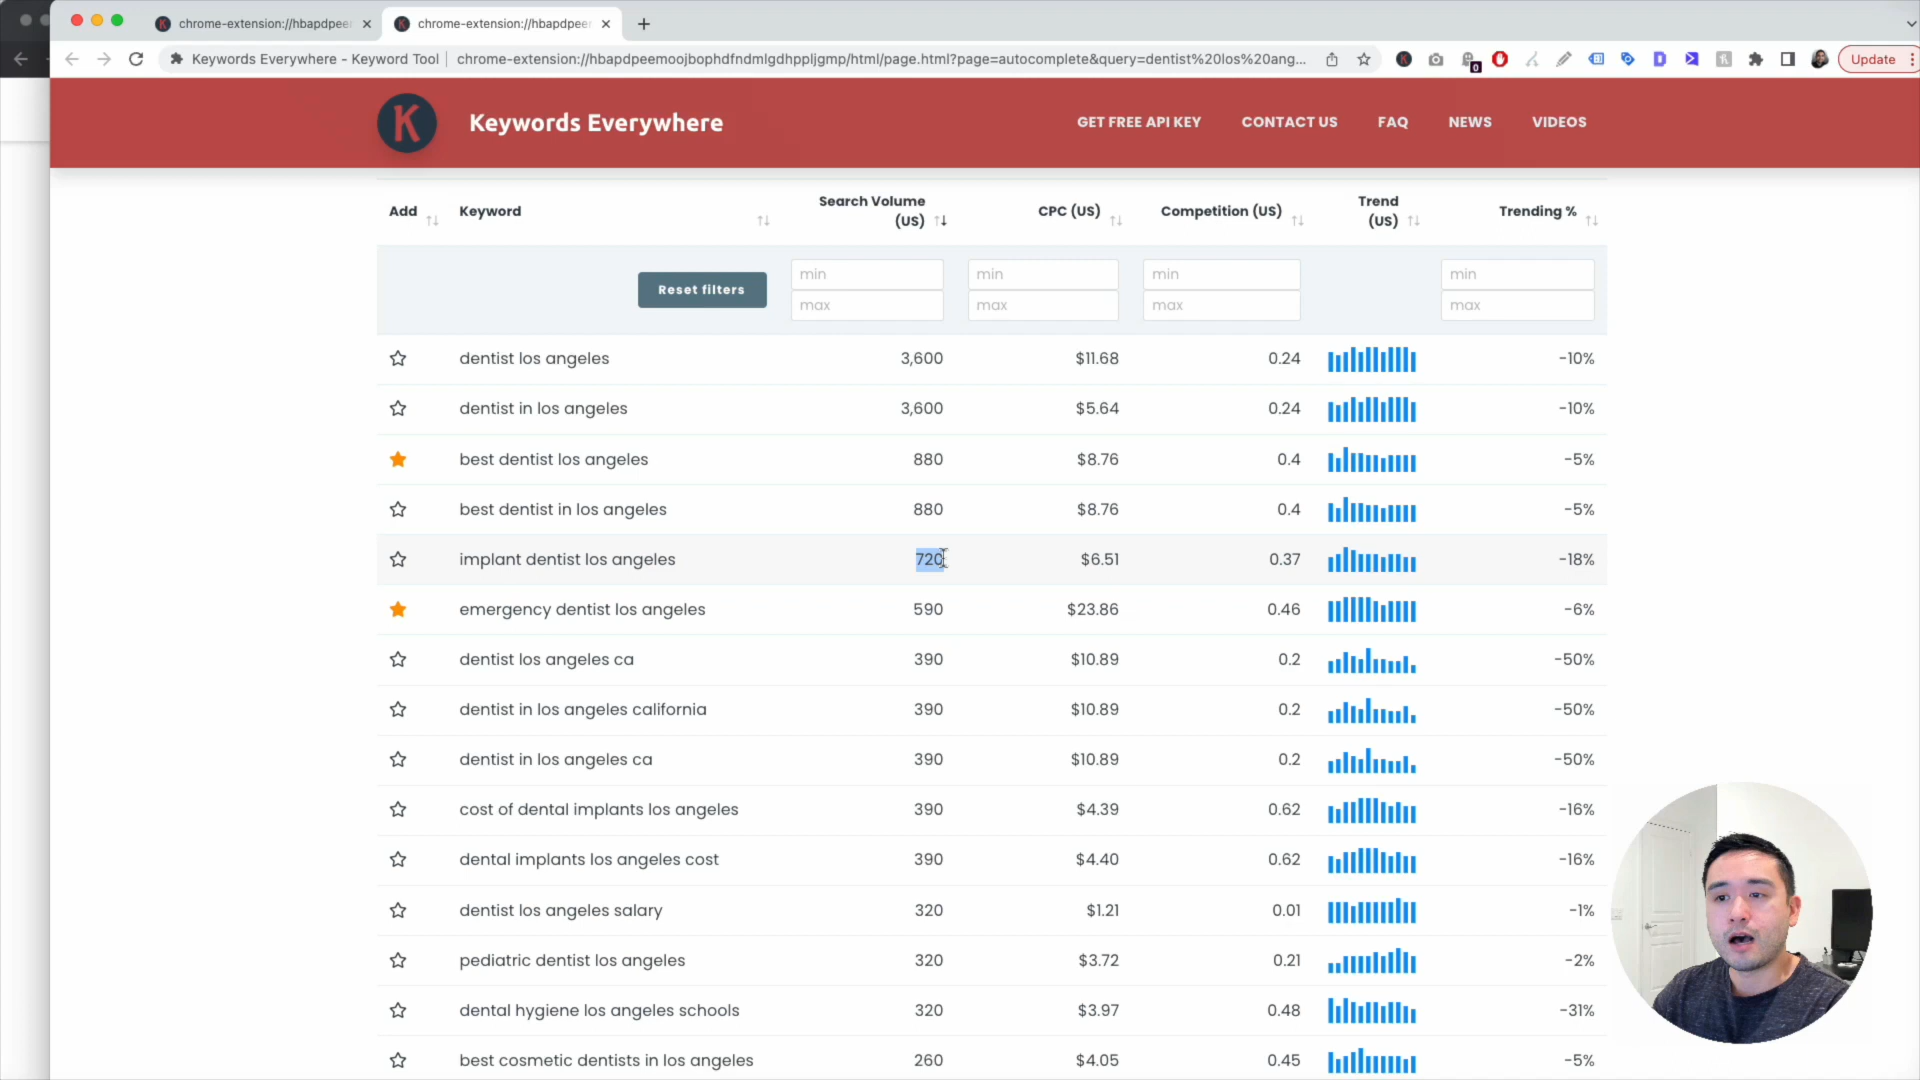 chrome-extension://hbapdpeer
chrome-extension://hbapdpeer
Keywords Everywhere - Keyword Tool
chrome-extension://hbapdpeemoojbophdfndmlgdhppljgmp/html/page.html?page=autocomplete&query=dentist%20los%20ang...
0
Update
K
Keywords Everywhere
GET FREE API KEY
CONTACT US
FAQ
NEWS
VIDEOS
Add Keyword Search Volume (US) CPC (US) Competition (US) Trend (US) Trending %
Reset filters
min min min min
max max max max
dentist los angeles 3,600 $11.68 0.24 -10%
dentist in los angeles 3,600 $5.64 0.24 -10%
best dentist los angeles 880 $8.76 0.4 -5%
best dentist in los angeles 880 $8.76 0.4 -5%
implant dentist los angeles 720 $6.51 0.37 -18%
emergency dentist los angeles 590 $23.86 0.46 -6%
dentist los angeles ca 390 $10.89 0.2 -50%
dentist in los angeles california 390 $10.89 0.2 -50%
dentist in los angeles ca 390 $10.89 0.2 -50%
cost of dental implants los angeles 390 $4.39 0.62 -16%
dental implants los angeles cost 390 $4.40 0.62 -16%
dentist los angeles salary 320 $1.21 0.01 -1%
pediatric dentist los angeles 320 $3.72 0.21 -2%
dental hygiene los angeles schools 320 $3.97 0.48 -31%
best cosmetic dentists in los angeles 260 $4.05 0.45 -5%